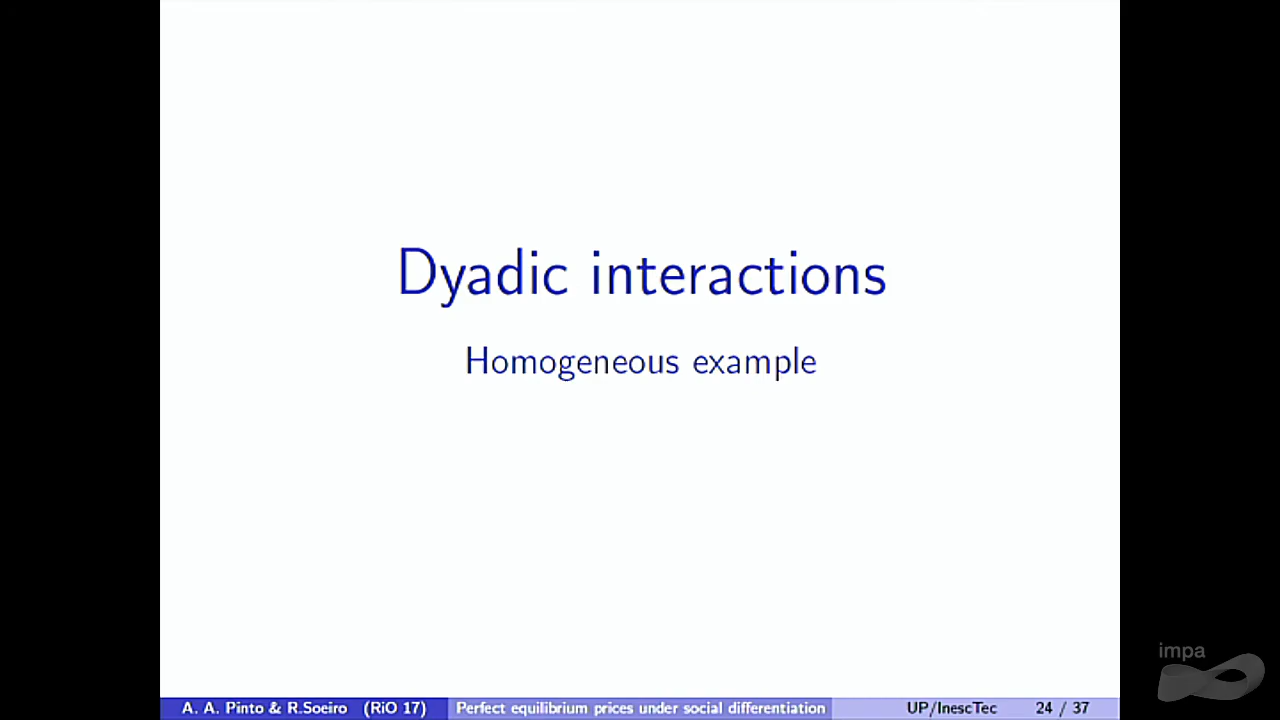 Dyadic interactions
Homogeneous example
impa
A. A. Pinto & R.Soeiro (RiO 17) Perfect equilibrium prices under social differentiation UP/InescTec 24 / 37